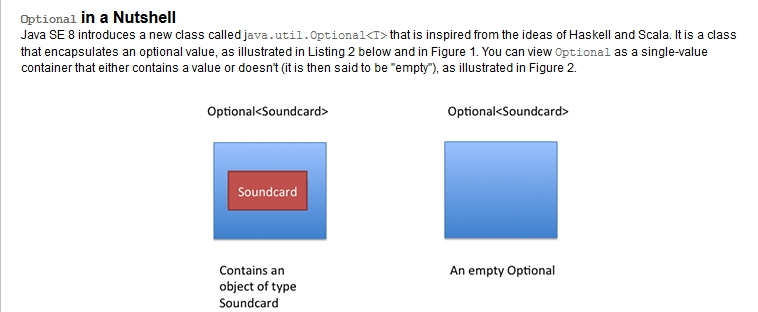 Optional in a Nutshell
Java SE 8 introduces a new class called java.util.Optional<T> that is inspired from the ideas of Haskell and Scala. It is a class
that encapsulates an optional value, as illustrated in Listing 2 below and in Figure 1. You can view Optional as a single-value
container that either contains a value or doesn't (it is then said to be "empty"), as illustrated in Figure 2.
Optional<Soundcard>
Optional<Soundcard>
Soundcard
Contains an
object of type
Soundcard
An empty Optional